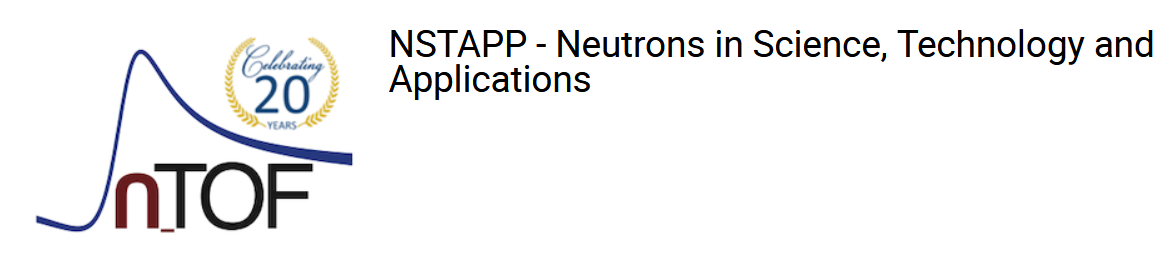 Celebrating
20
YEARS
n_TOF
NSTAPP - Neutrons in Science, Technology and
Applications